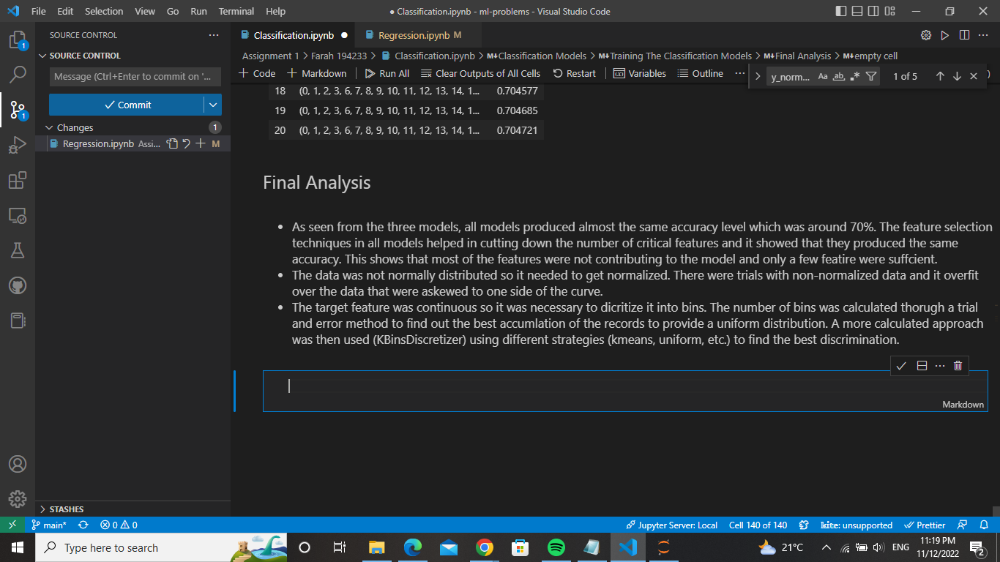 File Edit Selection View Go Run Terminal Help
● Classification.ipynb - ml-problems - Visual Studio Code
SOURCE CONTROL
SOURCE CONTROL
Message (Ctrl+Enter to commit on '...
Commit
Changes 1
Regression.ipynb Assi... M
STASHES
1
1
Classification.ipynb ●
Regression.ipynb M
Assignment 1 > Farah 194233 > Classification.ipynb > M↓Classification Models > M↓Training The Classification Models > M↓Final Analysis > M↓empty cell
+ Code + Markdown Run All Clear Outputs of All Cells Restart Variables Outline ...
y_norm... Aa ab .* 1 of 5
18 (0, 1, 2, 3, 6, 7, 8, 9, 10, 11, 12, 13, 14, 1... 0.704577
19 (0, 1, 2, 3, 6, 7, 8, 9, 10, 11, 12, 13, 14, 1... 0.704685
20 (0, 1, 2, 3, 6, 7, 8, 9, 10, 11, 12, 13, 14, 1... 0.704721
Final Analysis
• As seen from the three models, all models produced almost the same accuracy level which was around 70%. The feature selection
techniques in all models helped in cutting down the number of critical features and it showed that they produced the same
accuracy. This shows that most of the features were not contributing to the model and only a few featire were suffcient.
• The data was not normally distributed so it needed to get normalized. There were trials with non-normalized data and it overfit
over the data that were askewed to one side of the curve.
• The target feature was continuous so it was necessary to dicritize it into bins. The number of bins was calculated thorugh a trial
and error method to find out the best accumlation of the records to provide a uniform distribution. A more calculated approach
was then used (KBinsDiscretizer) using different strategies (kmeans, uniform, etc.) to find the best discrimination.
Markdown
main* 0 0
Jupyter Server: Local Cell 140 of 140 kite: unsupported Prettier
Type here to search
21°C ENG
11:19 PM
11/12/2022
2